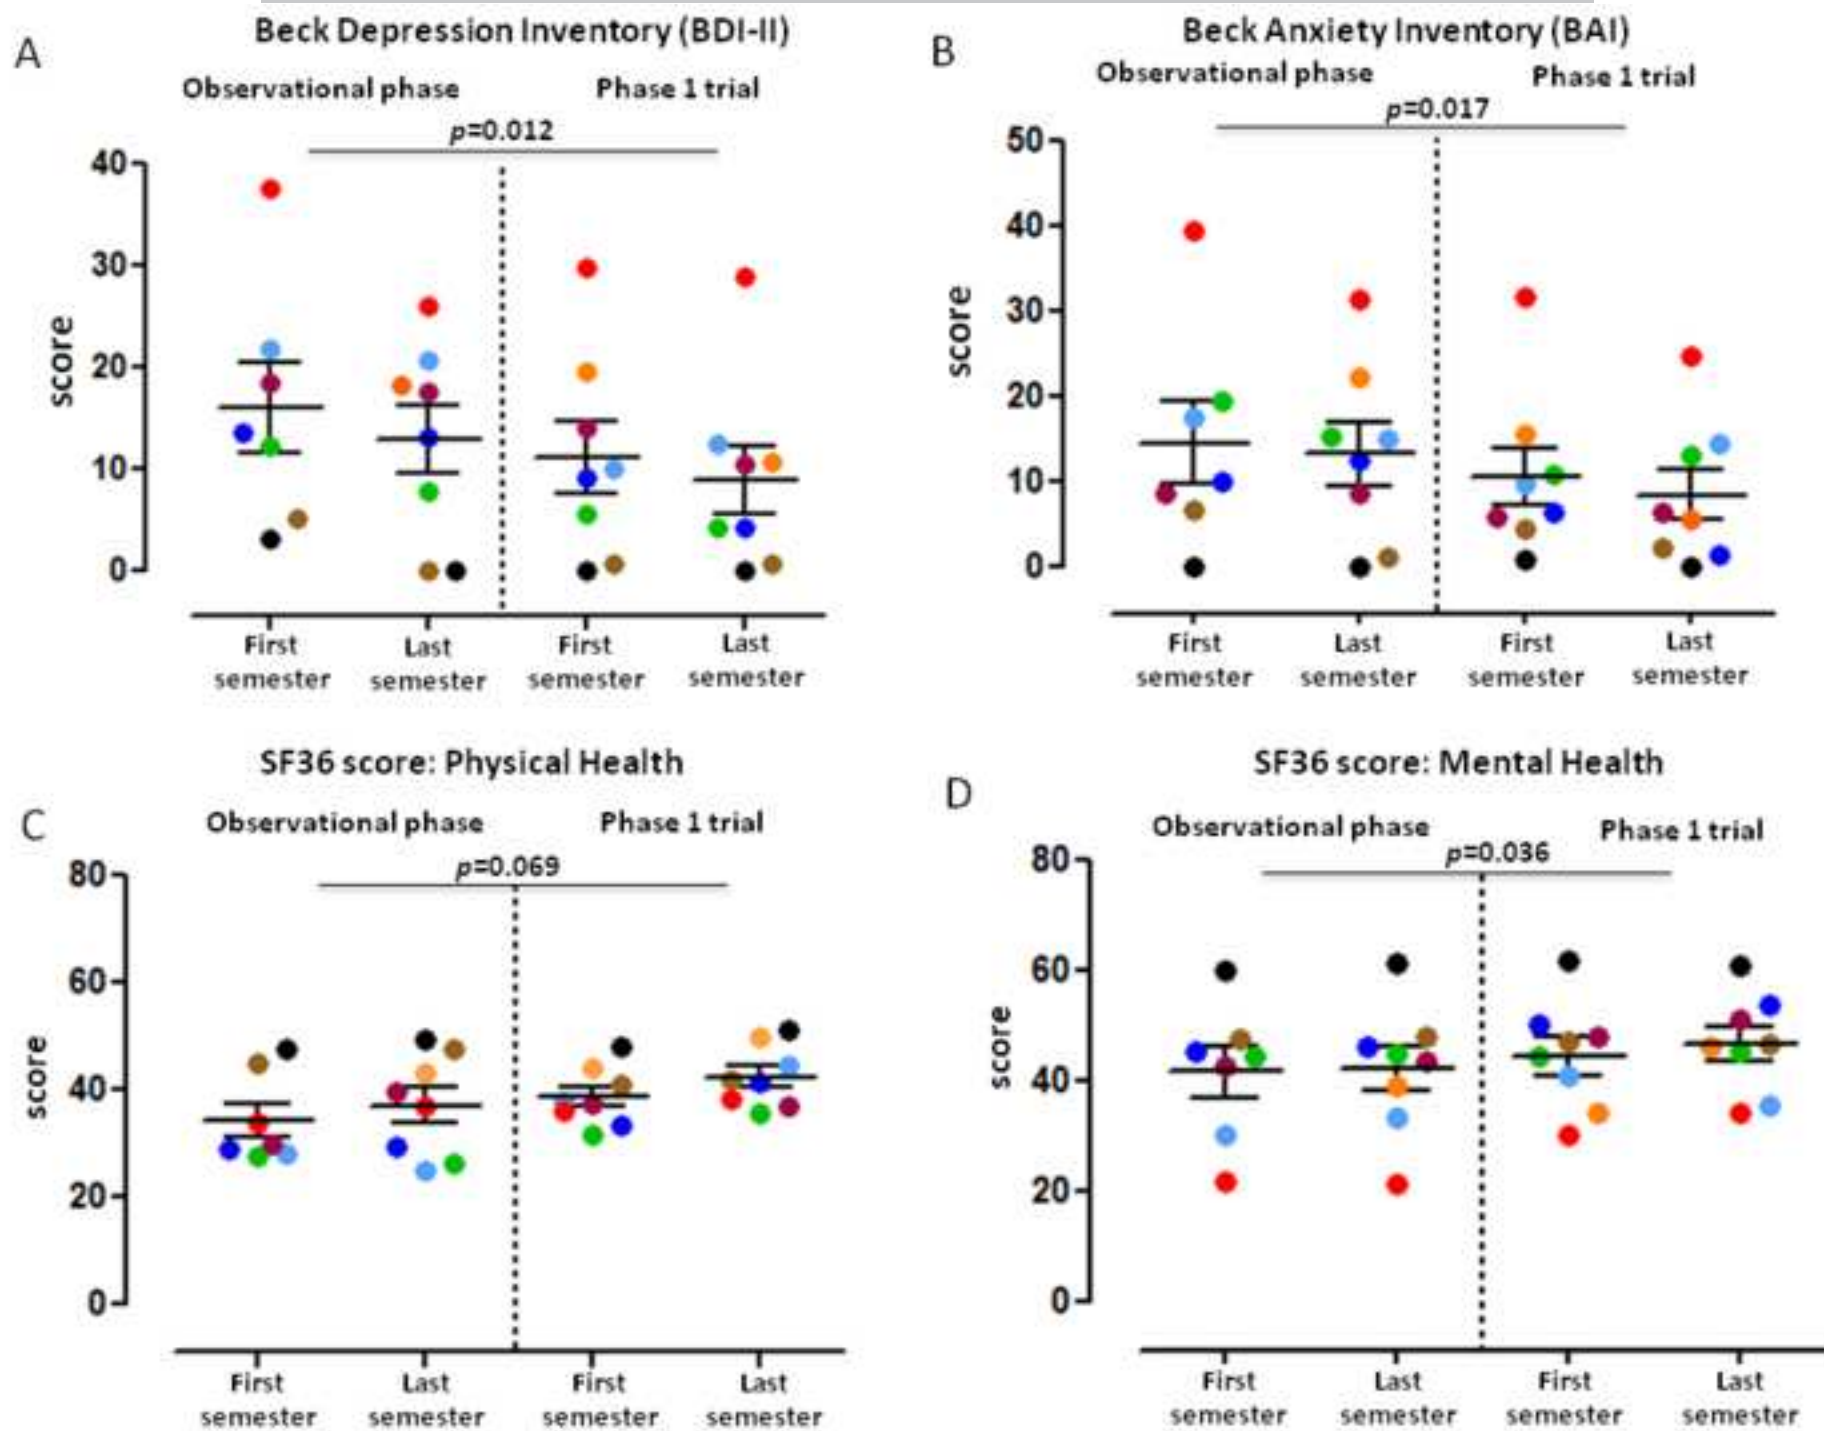 A
Beck Depression Inventory (BDI-II)
Observational phase
Phase 1 trial
p=0.012
40
30
20
10
0
score
First semester
Last semester
First semester
Last semester
B
Beck Anxiety Inventory (BAI)
Observational phase
Phase 1 trial
p=0.017
50
40
30
20
10
0
score
First semester
Last semester
First semester
Last semester
C
SF36 score: Physical Health
Observational phase
Phase 1 trial
p=0.069
80
60
40
20
0
score
First semester
Last semester
First semester
Last semester
D
SF36 score: Mental Health
Observational phase
Phase 1 trial
p=0.036
80
60
40
20
0
score
First semester
Last semester
First semester
Last semester